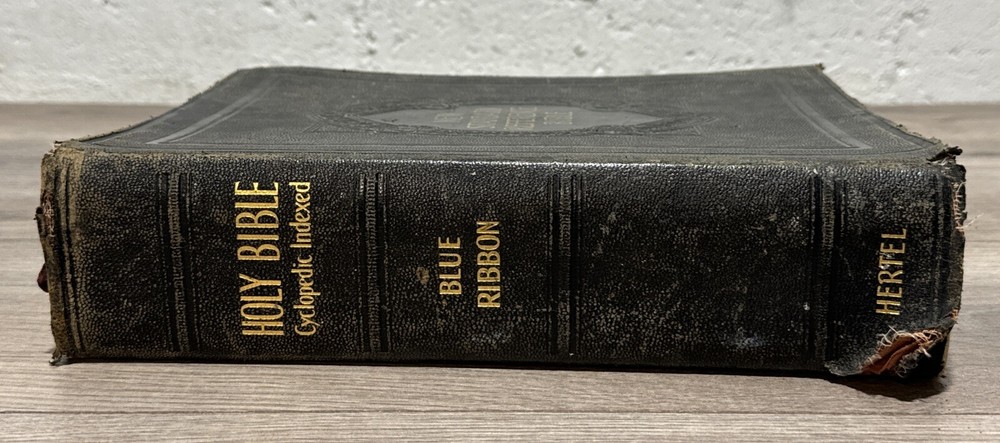 HOLY BIBLE
Cyclopedic Indexed
BLUE
RIBBON
HERTEL